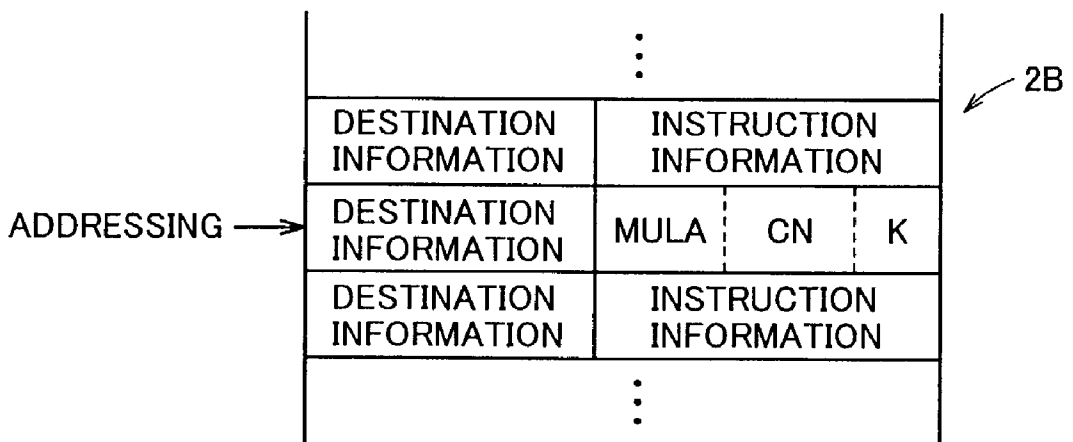 2B
DESTINATION INFORMATION
INSTRUCTION INFORMATION
ADDRESSING
DESTINATION INFORMATION
MULA CN K
DESTINATION INFORMATION
INSTRUCTION INFORMATION